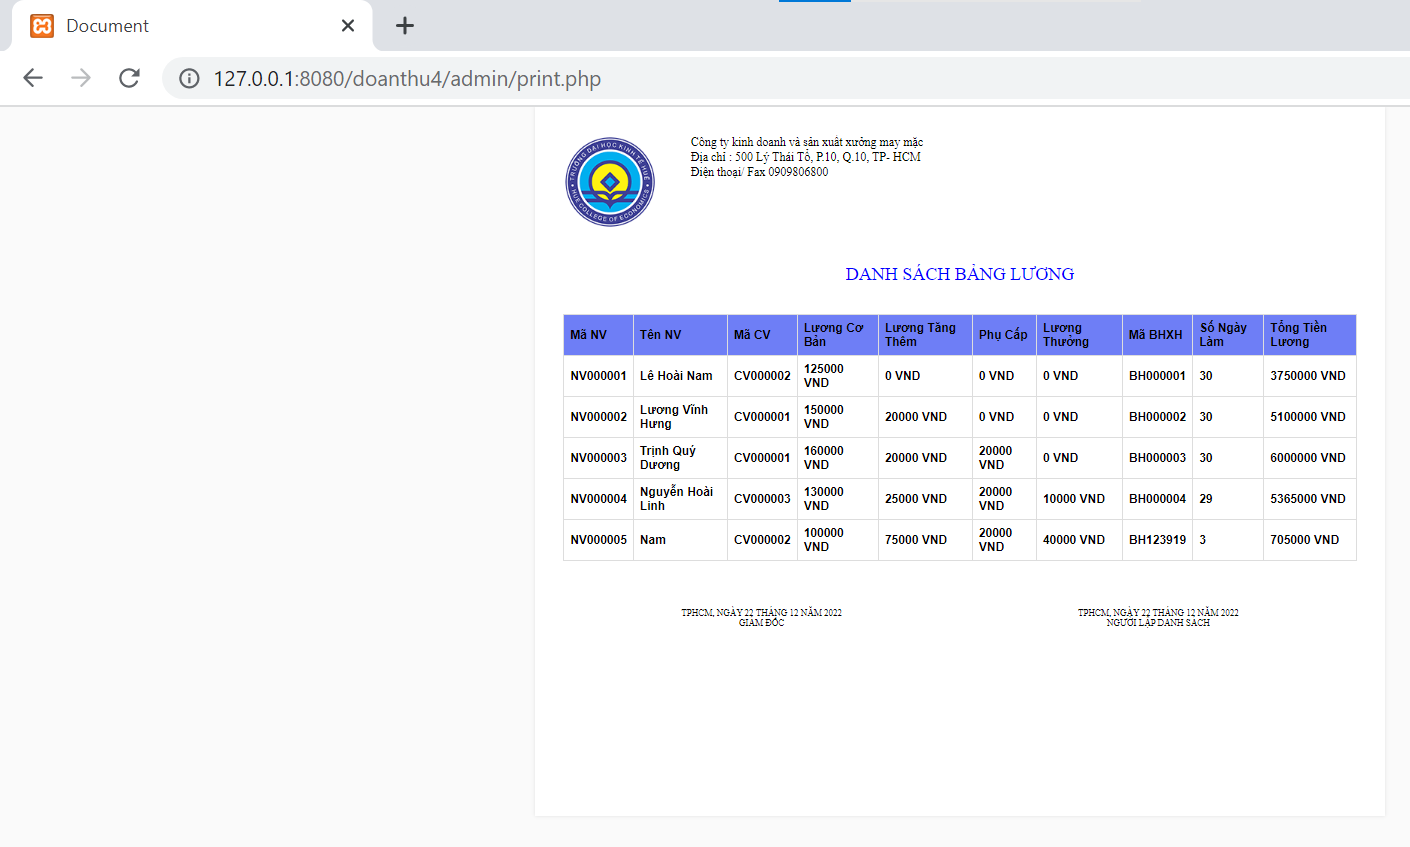 Document
127.0.0.1:8080/doanthu4/admin/print.php
TRƯỜNG ĐẠI HỌC KINH TẾ HUẾ
HUE COLLEGE OF ECONOMICS
Công ty kinh doanh và sản xuất xưởng may mặc
Địa chỉ : 500 Lý Thái Tổ, P.10, Q.10, TP- HCM
Điện thoại/ Fax 0909806800
DANH SÁCH BẢNG LƯƠNG
Mã NV Tên NV Mã CV Lương Cơ Bản Lương Tăng Thêm Phụ Cấp Lương Thưởng Mã BHXH Số Ngày Làm Tổng Tiền Lương
NV000001 Lê Hoài Nam CV000002 125000 VND 0 VND 0 VND 0 VND BH000001 30 3750000 VND
NV000002 Lương Vĩnh Hưng CV000001 150000 VND 20000 VND 0 VND 0 VND BH000002 30 5100000 VND
NV000003 Trịnh Quý Dương CV000001 160000 VND 20000 VND 20000 VND 0 VND BH000003 30 6000000 VND
NV000004 Nguyễn Hoài Linh CV000003 130000 VND 25000 VND 20000 VND 10000 VND BH000004 29 5365000 VND
NV000005 Nam CV000002 100000 VND 75000 VND 20000 VND 40000 VND BH123919 3 705000 VND
TPHCM, NGÀY 22 THÁNG 12 NĂM 2022
GIÁM ĐỐC
TPHCM, NGÀY 22 THÁNG 12 NĂM 2022
NGƯỜI LẬP DANH SÁCH